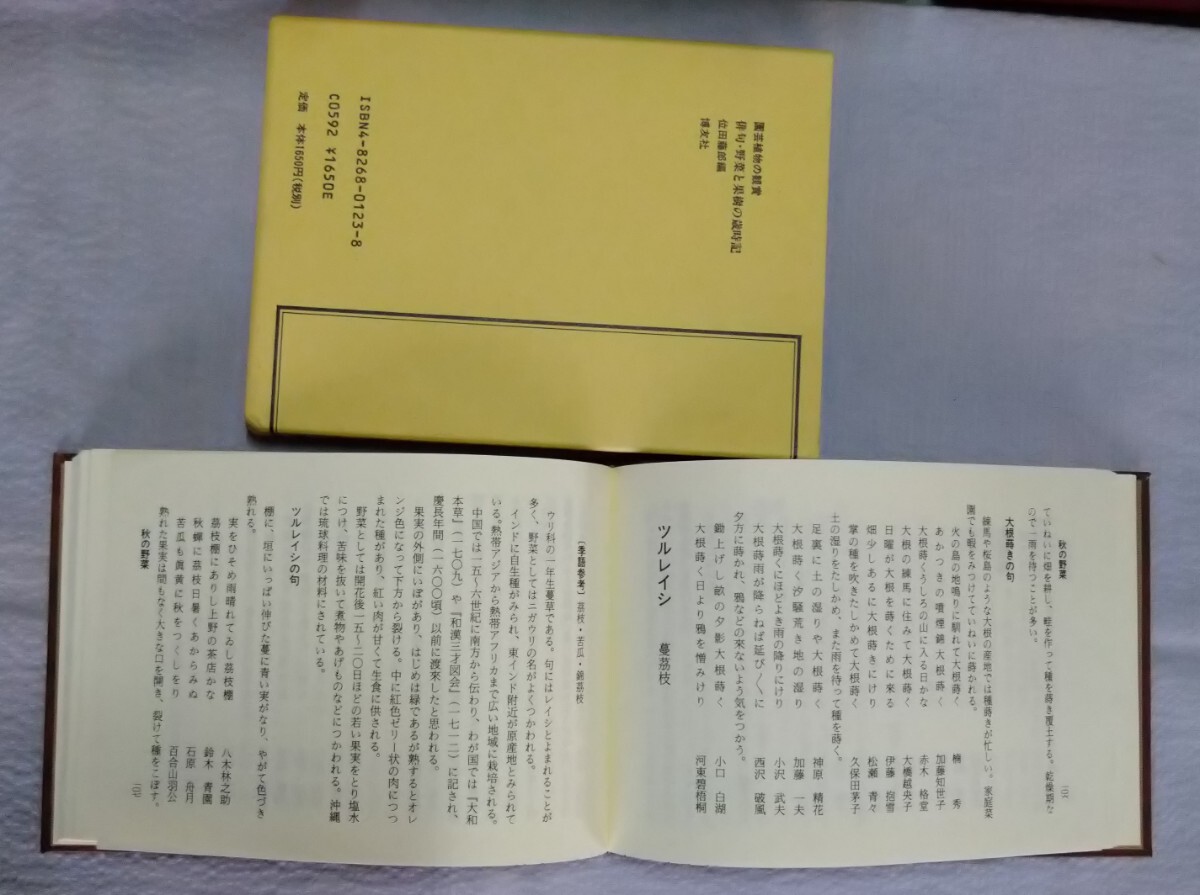 園芸植物の観賞
俳句・野菜と果樹の歳時記
位田藤郎編
博友社
ISBN4-8268-0123-8
C0592 ¥1650E
定価 本体1650円(税別)
秋の野菜
ていねいに畑を耕し、畦を作って種を蒔き覆土する。乾燥期な
ので一雨を待つことが多い。
大根蒔きの句
練馬や桜島のような大根の産地では種蒔きが忙しい。家庭菜
園でも暇をみつけてていねいに蒔かれる。
火の島の地鳴りに馴れて大根蒔く 楠 秀
あかつきの噴煙錦大根蒔く 加藤知世子
大根蒔くうしろの山に入る日かな 赤木 格堂
大根の練馬に住みて大根蒔く 大橋越央子
日曜が大根を蒔くために来る 伊藤 抱雪
畑少しあるに大根蒔きにけり 松瀬 青々
掌の種を吹きたしかめて大根蒔く 久保田茅子
土の湿りをたしかめ、また雨を待って種を蒔く。
足裏に土の湿りや大根蒔く 神原 精花
大根蒔く汐騒荒き地の湿り 加藤 一夫
大根蒔くにほどよき雨の降りにけり 小沢 武夫
大根蒔雨が降らねば延び〱に 西沢 破風
夕方に蒔かれ、鴉などの来ないよう気をつかう。
鋤上げし畝の夕影大根蒔く 小口 白湖
大根蒔く日より鴉を憎みけり 河東碧梧桐
ツルレイシ 蔓茘枝
〔季語参考〕茘枝・苦瓜・錦茘枝
ウリ科の一年生蔓草である。句にはレイシとよまれることが
多く、野菜としてはニガウリの名がよくつかわれる。
インドに自生種がみられ、東インド附近が原産地とみられて
いる。熱帯アジアから熱帯アフリカまで広い地域に栽培される。
中国では一五〜六世紀に南方から伝わり、わが国では『大和
本草』(一七〇九)や『和漢三才図会』(一七一二)に記され、
慶長年間(一六〇〇頃)以前に渡来したと思われる。
果実の外側にいぼがあり、はじめは緑であるが熟するとオレ
ンジ色になって下方から裂ける。中に紅色ゼリー状の肉につつ
まれた種があり、紅い肉が甘くて生食に供される。
野菜としては開花後一五〜二〇日ほどの若い果実をとり塩水
につけ、苦味を抜いて煮物やあげものなどにつかわれる。沖縄
では琉球料理の材料にされている。
ツルレイシの句
棚に、垣にいっぱい伸びた蔓に青い実がなり、やがて色づき
熟れる。
実をひそめ雨晴れてゐし茘枝棚 八木林之助
茘枝棚にありし上野の茶店かな 鈴木 青園
秋蟬に茘枝日暑くあからみぬ 石原 舟月
苦瓜も眞黄に秋をつくしをり 百合山羽公
熟れた果実は間もなく大きな口を開き、裂けて種をこぼす。
秋の野菜